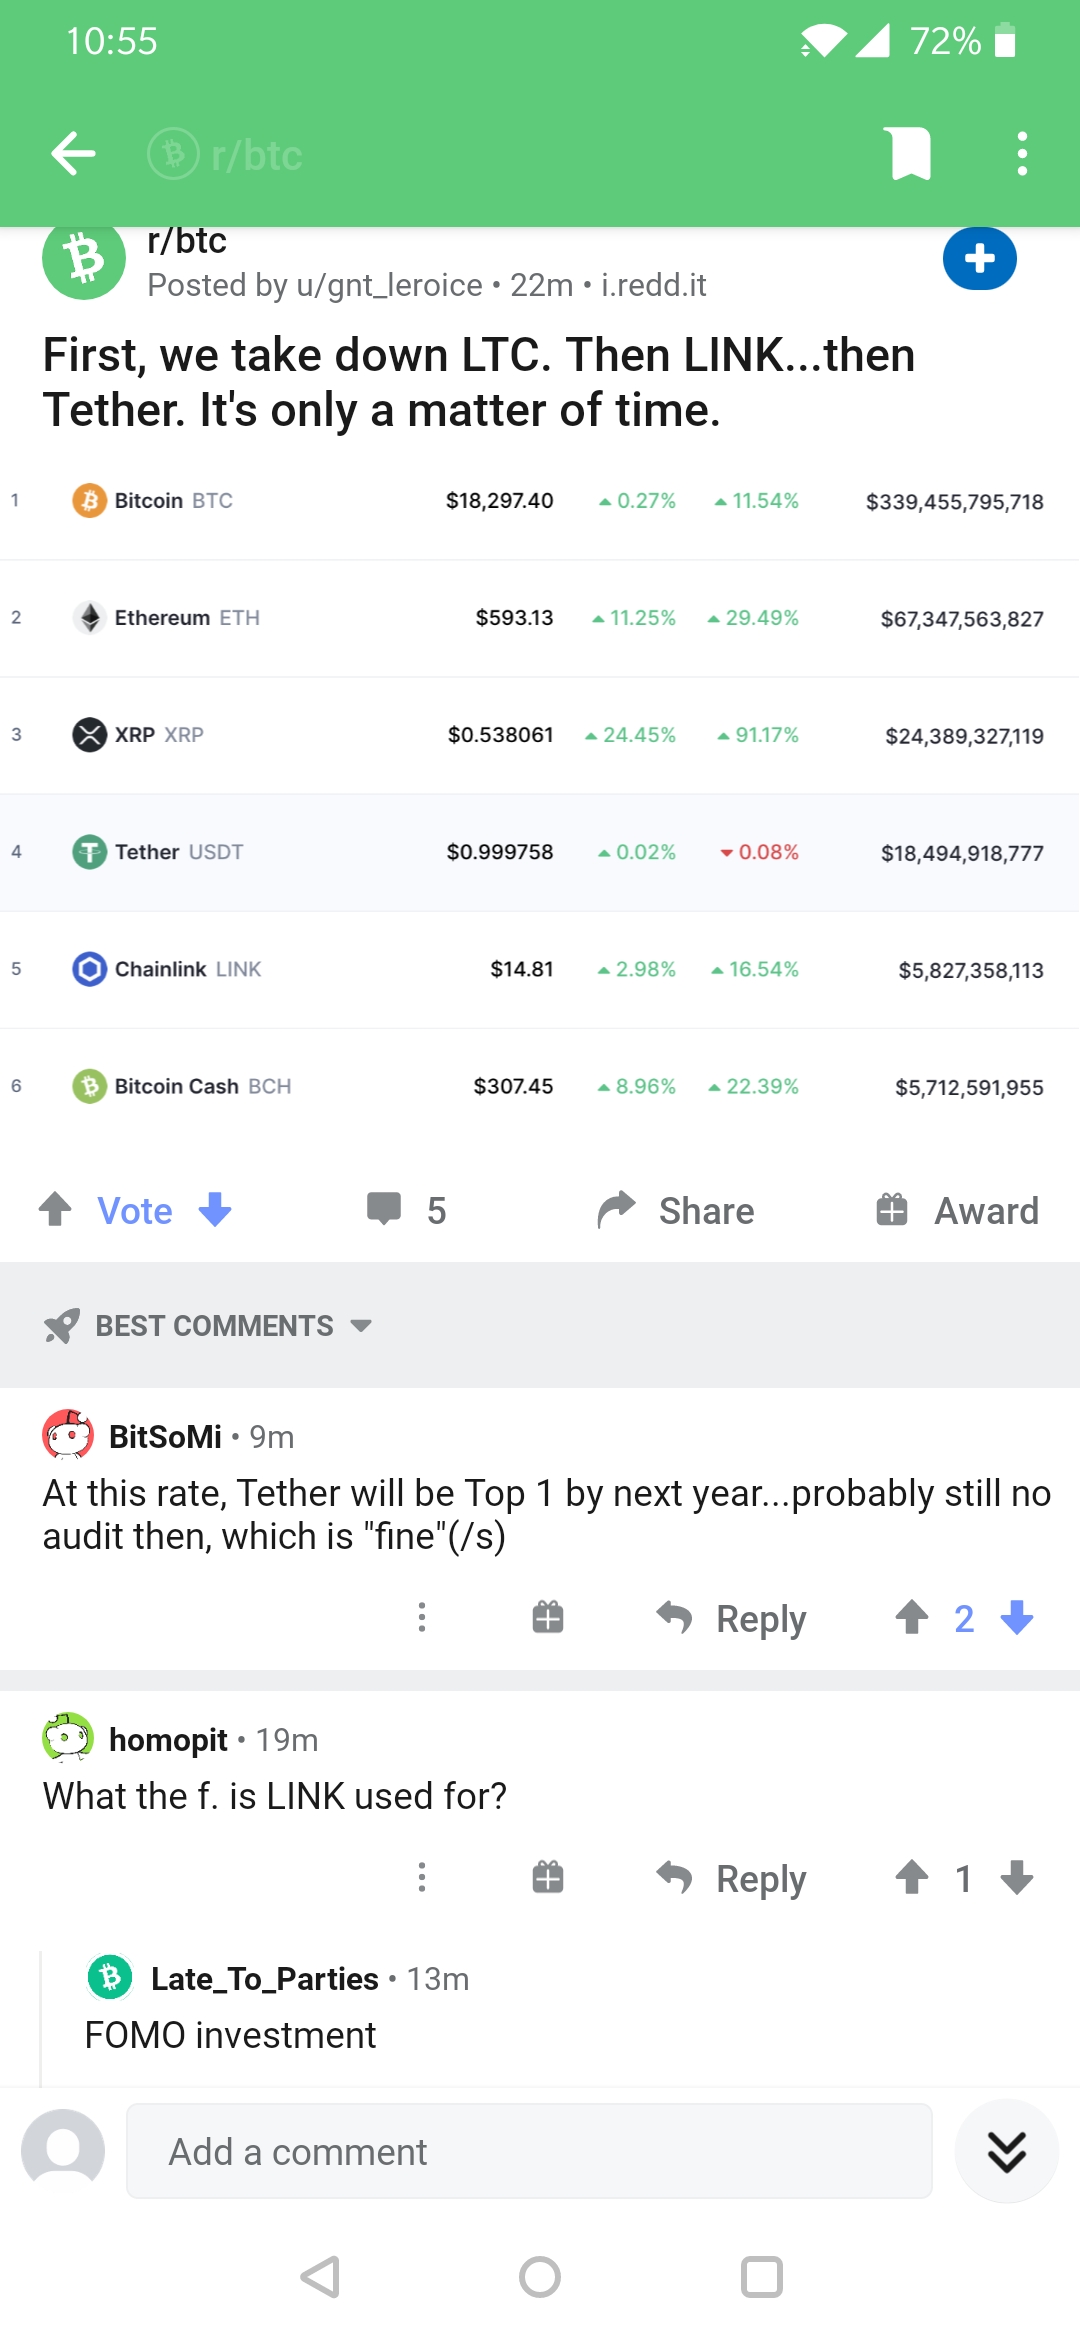 10:55
72%
r/btc
r/btc
Posted by u/gnt_leroice • 22m • i.redd.it
First, we take down LTC. Then LINK...then
Tether. It's only a matter of time.
1 Bitcoin BTC $18,297.40 0.27% 11.54% $339,455,795,718
2 Ethereum ETH $593.13 11.25% 29.49% $67,347,563,827
3 XRP XRP $0.538061 24.45% 91.17% $24,389,327,119
4 Tether USDT $0.999758 0.02% 0.08% $18,494,918,777
5 Chainlink LINK $14.81 2.98% 16.54% $5,827,358,113
6 Bitcoin Cash BCH $307.45 8.96% 22.39% $5,712,591,955
Vote 5 Share Award
BEST COMMENTS
BitSoMi • 9m
At this rate, Tether will be Top 1 by next year...probably still no
audit then, which is "fine"(/s)
Reply 2
homopit • 19m
What the f. is LINK used for?
Reply 1
Late_To_Parties • 13m
FOMO investment
Add a comment